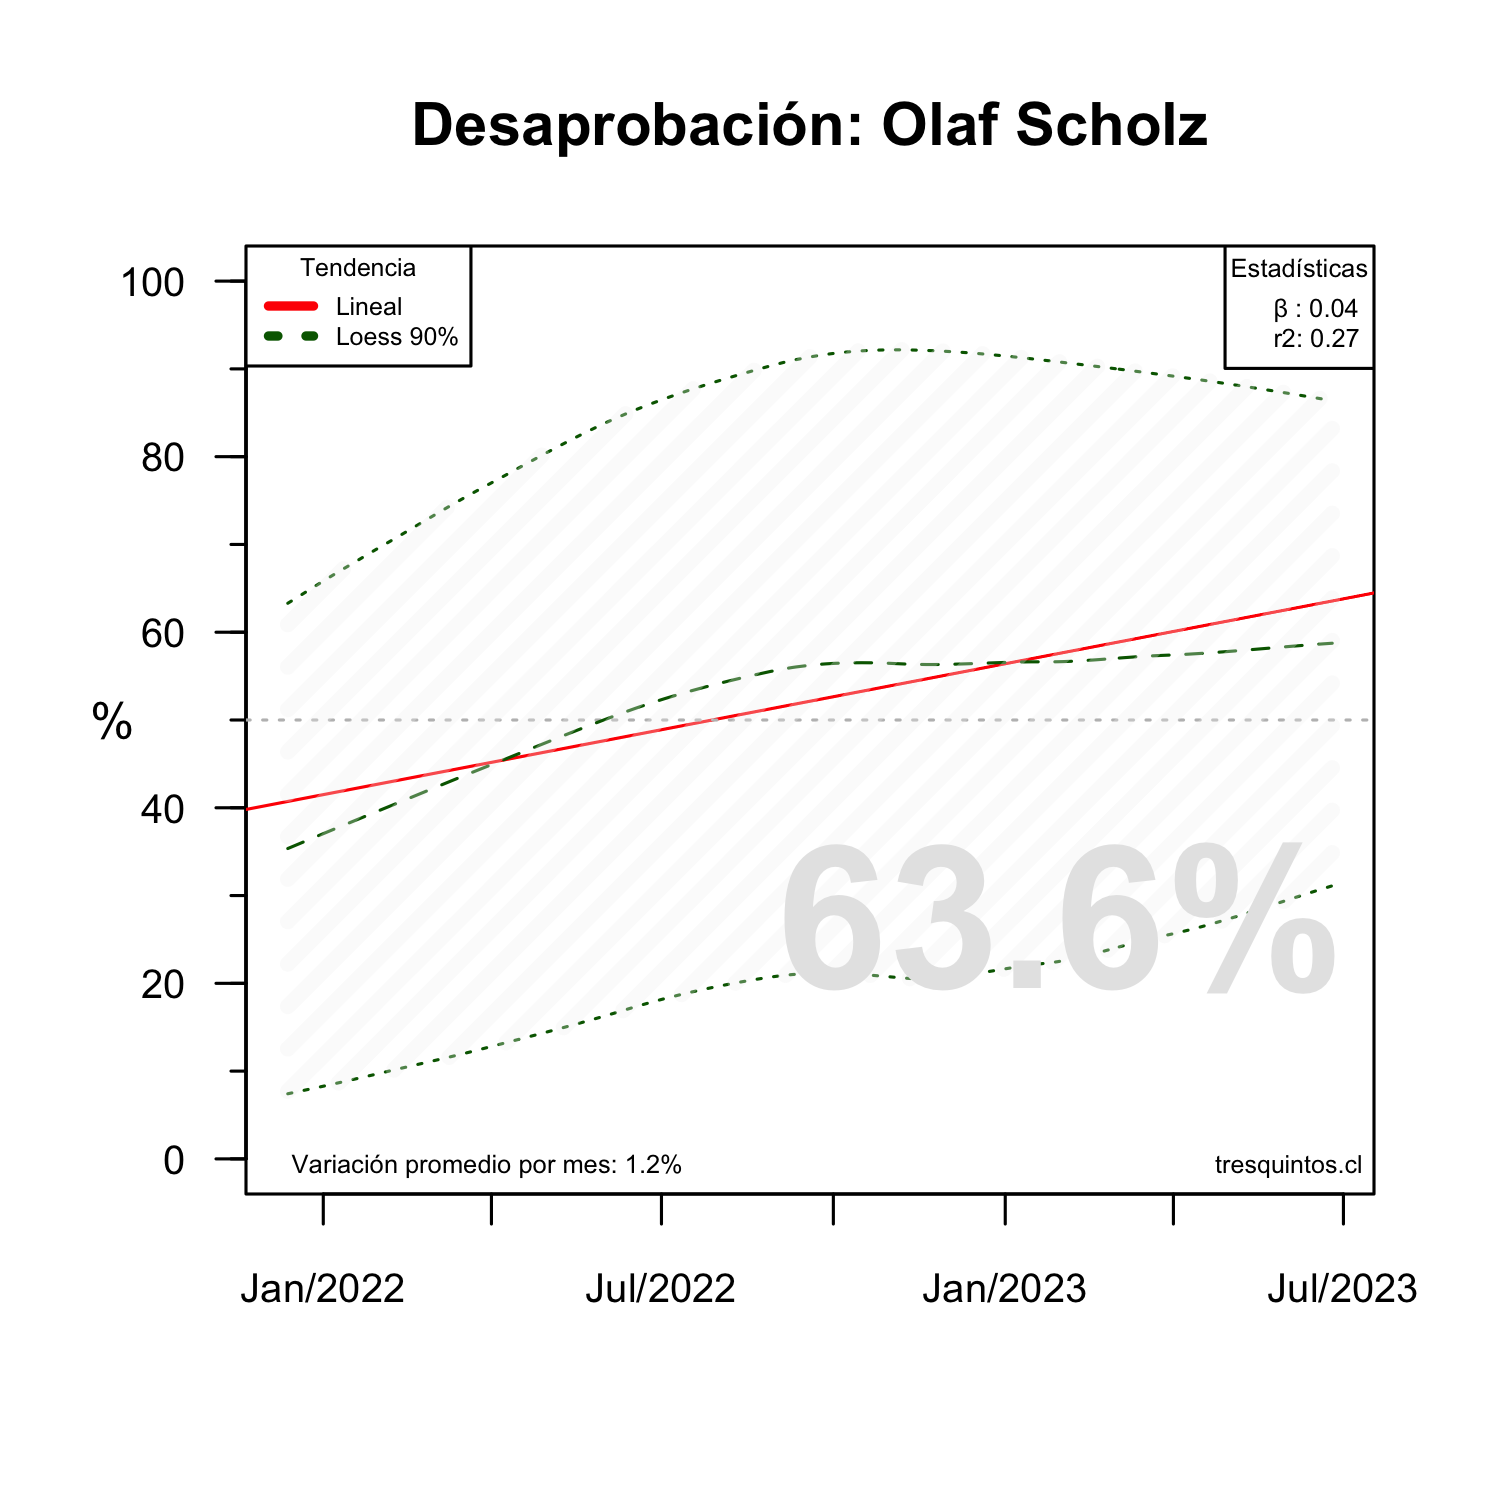 Desaprobación: Olaf Scholz
Tendencia
Lineal
Loess 90%
Estadísticas
β : 0.04
r2: 0.27
100
80
60
%
40
20
0
63.6%
Variación promedio por mes: 1.2%
tresquintos.cl
Jan/2022
Jul/2022
Jan/2023
Jul/2023